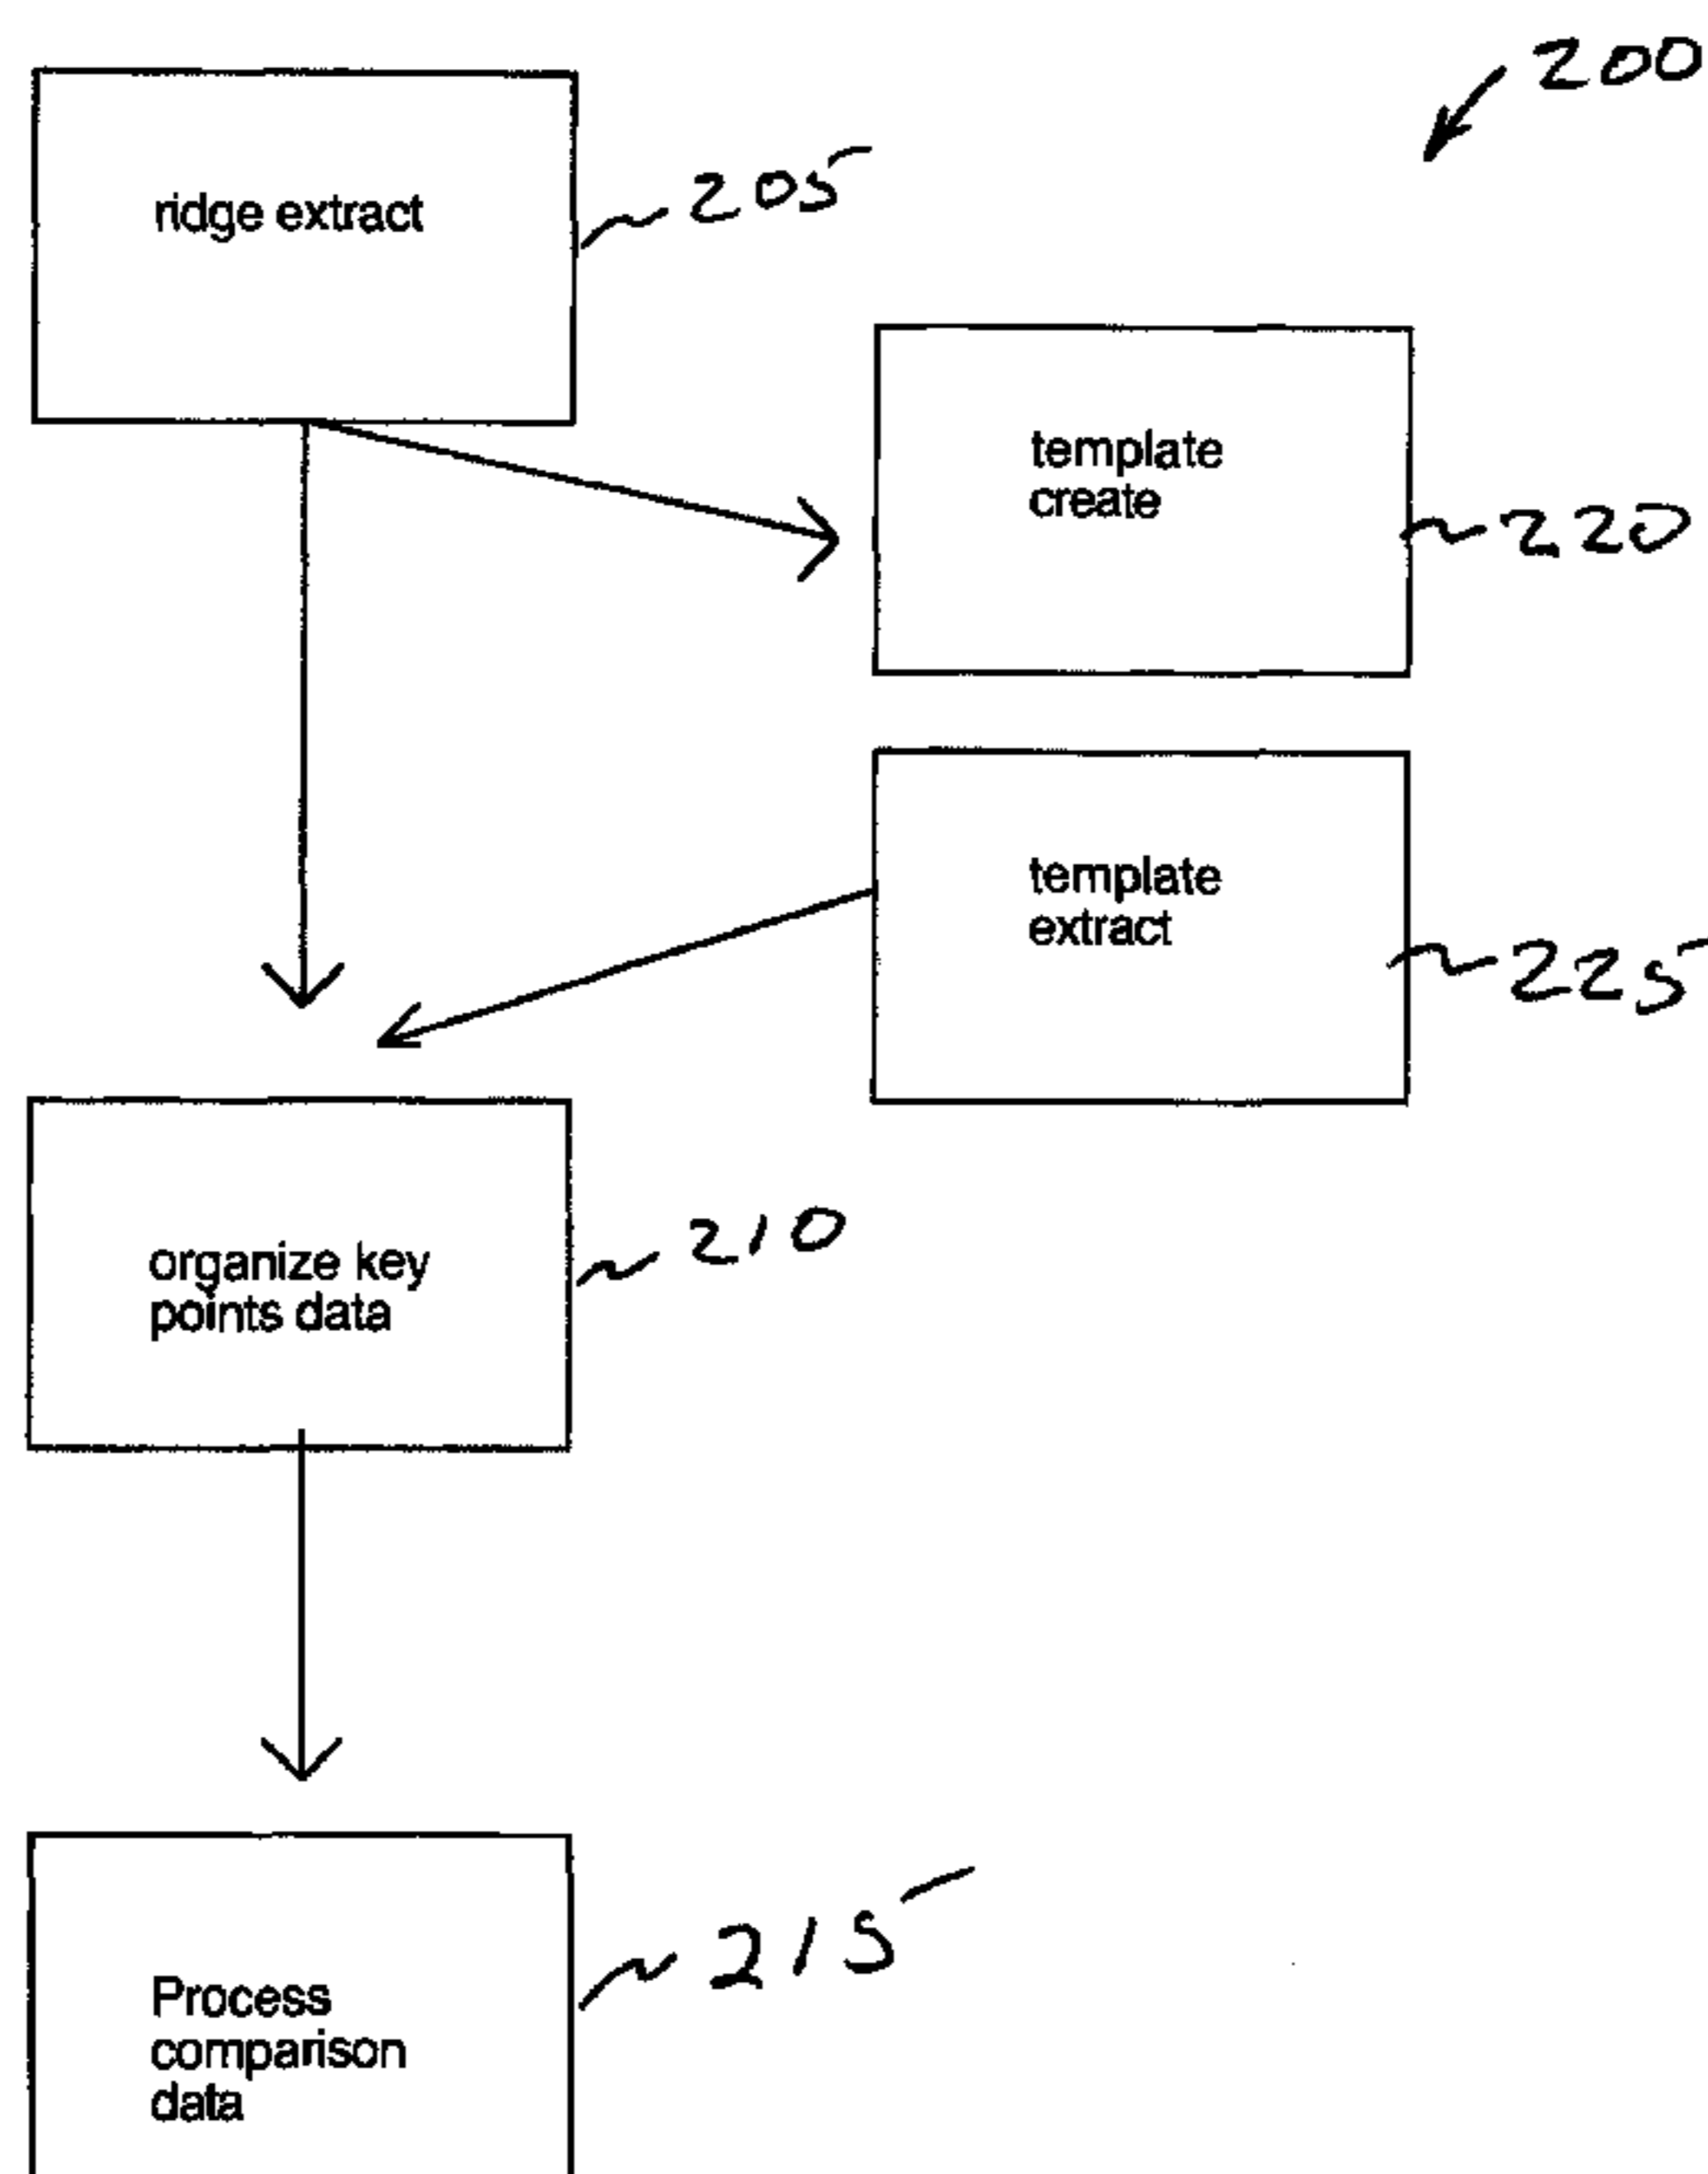 200
ridge extract
205
template
create
220
template
extract
225
organize key
points data
210
Process
comparison
data
215